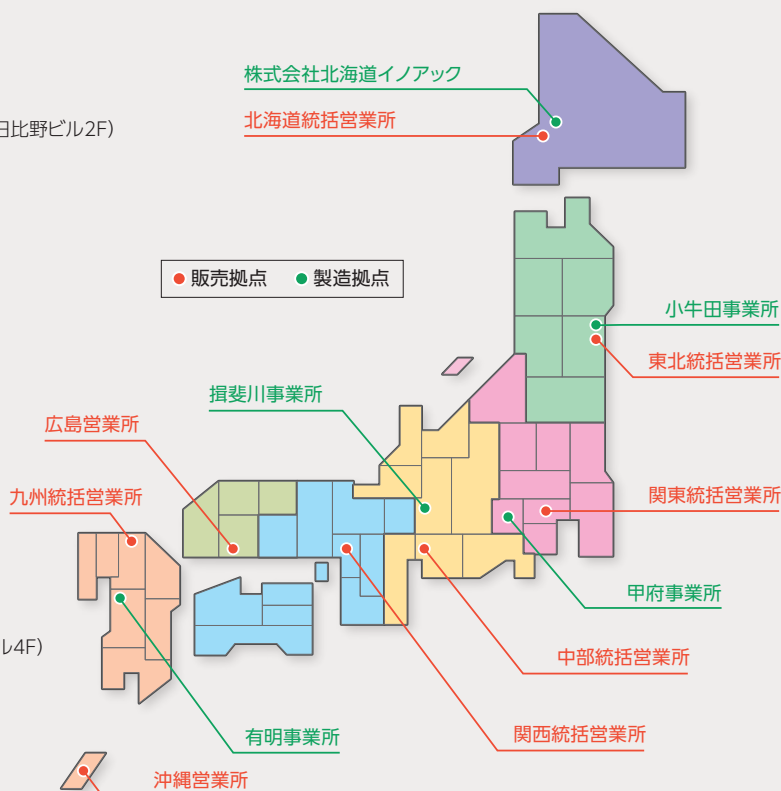 株式会社北海道イノアック
北海道統括営業所
日比野ビル2F)
販売拠点 製造拠点
小牛田事業所
東北統括営業所
揖斐川事業所
広島営業所
九州統括営業所
関東統括営業所
甲府事業所
ル4F)
中部統括営業所
関西統括営業所
有明事業所
沖縄営業所